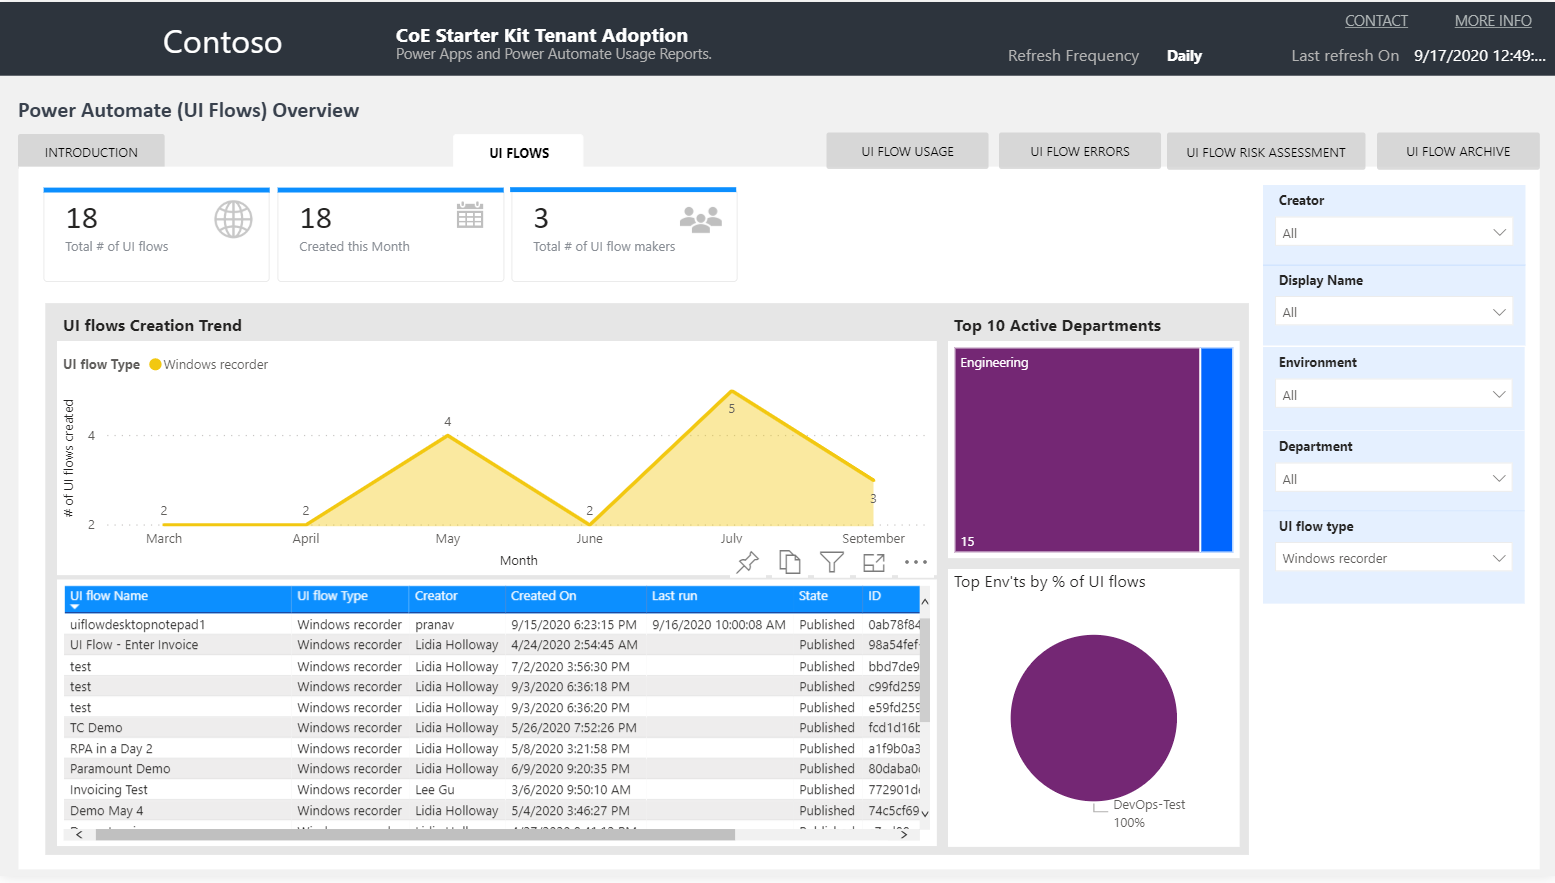 Contoso
CoE Starter Kit Tenant Adoption
Power Apps and Power Automate Usage Reports.
CONTACT
MORE INFO
Refresh Frequency
Daily
Last refresh On
9/17/2020 12:49:...
Power Automate (UI Flows) Overview
INTRODUCTION
UI FLOWS
UI FLOW USAGE
UI FLOW ERRORS
UI FLOW RISK ASSESSMENT
UI FLOW ARCHIVE
18
Total # of UI flows
18
Created this Month
3
Total # of UI flow makers
UI flows Creation Trend
UI flow Type Windows recorder
# of UI flows created
4
2
2
2
4
2
5
3
March
April
May
June
July
September
Month
UI flow Name UI flow Type Creator Created On Last run State ID
uiflowdesktopnotepad1 Windows recorder pranav 9/15/2020 6:23:15 PM 9/16/2020 10:00:08 AM Published 0ab78f84
UI Flow - Enter Invoice Windows recorder Lidia Holloway 4/24/2020 2:54:45 AM Published 98a54fef
test Windows recorder Lidia Holloway 7/2/2020 3:56:30 PM Published bbd7de9
test Windows recorder Lidia Holloway 9/3/2020 6:36:18 PM Published c99fd259
test Windows recorder Lidia Holloway 9/3/2020 6:36:20 PM Published e59fd259
TC Demo Windows recorder Lidia Holloway 5/26/2020 7:52:26 PM Published fcd1d16b
RPA in a Day 2 Windows recorder Lidia Holloway 5/8/2020 3:21:58 PM Published a1f9b0a3
Paramount Demo Windows recorder Lidia Holloway 6/9/2020 9:20:35 PM Published 80daba0
Invoicing Test Windows recorder Lee Gu 3/6/2020 9:50:10 AM Published 772901d
Demo May 4 Windows recorder Lidia Holloway 5/4/2020 3:46:27 PM Published 74c5cf69
Top 10 Active Departments
Engineering
15
Top Env'ts by % of UI flows
DevOps-Test
100%
Creator
All
Display Name
All
Environment
All
Department
All
UI flow type
Windows recorder